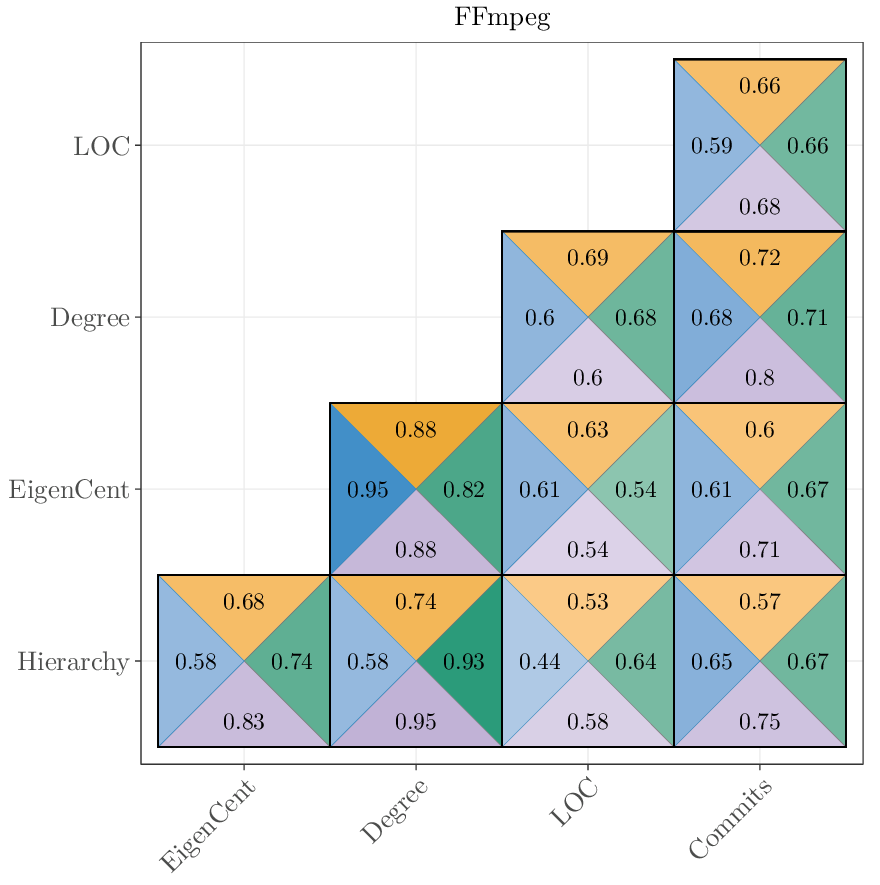 FFmpeg
LOC
0.66
0.59 0.66
0.68
Degree
0.69 0.72
0.6 0.68 0.68 0.71
0.6 0.8
EigenCent
0.88 0.63 0.6
0.95 0.82 0.61 0.54 0.61 0.67
0.88 0.54 0.71
Hierarchy
0.68 0.74 0.53 0.57
0.58 0.74 0.58 0.93 0.44 0.64 0.65 0.67
0.83 0.95 0.58 0.75
EigenCent Degree LOC Commits